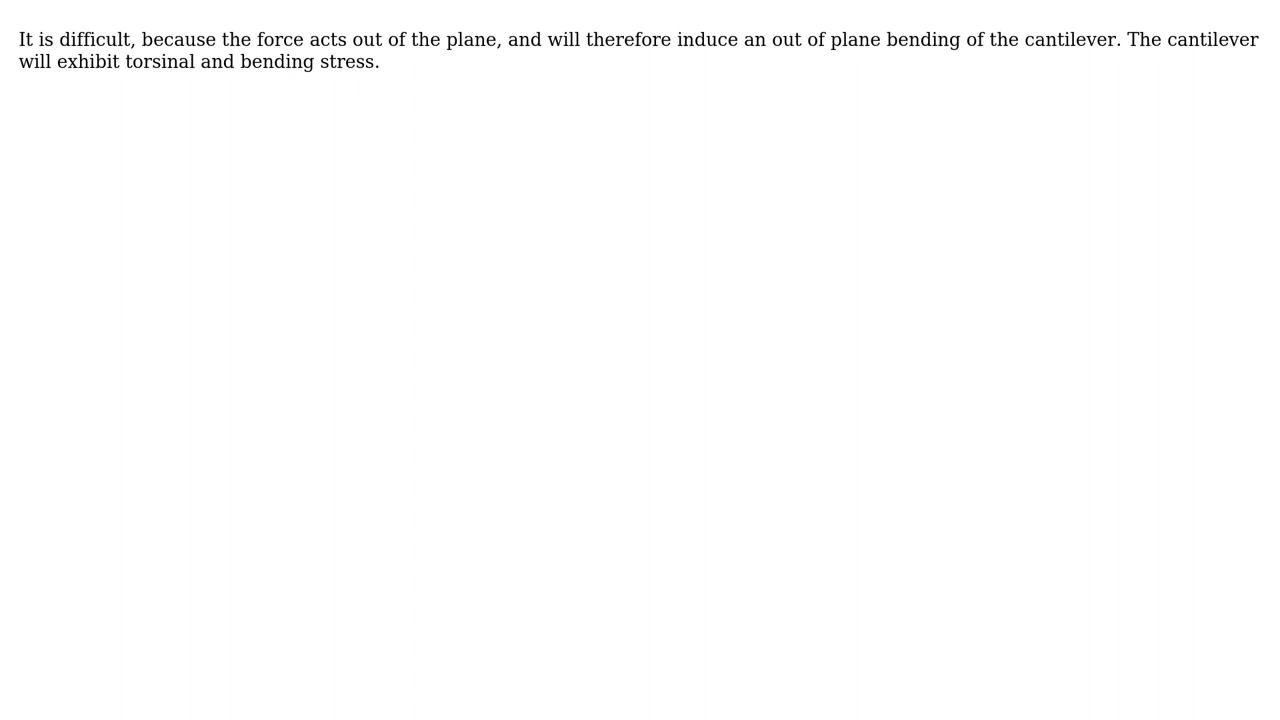 It is difficult, because the force acts out of the plane, and will therefore induce an out of plane bending of the cantilever. The cantilever
will exhibit torsinal and bending stress.